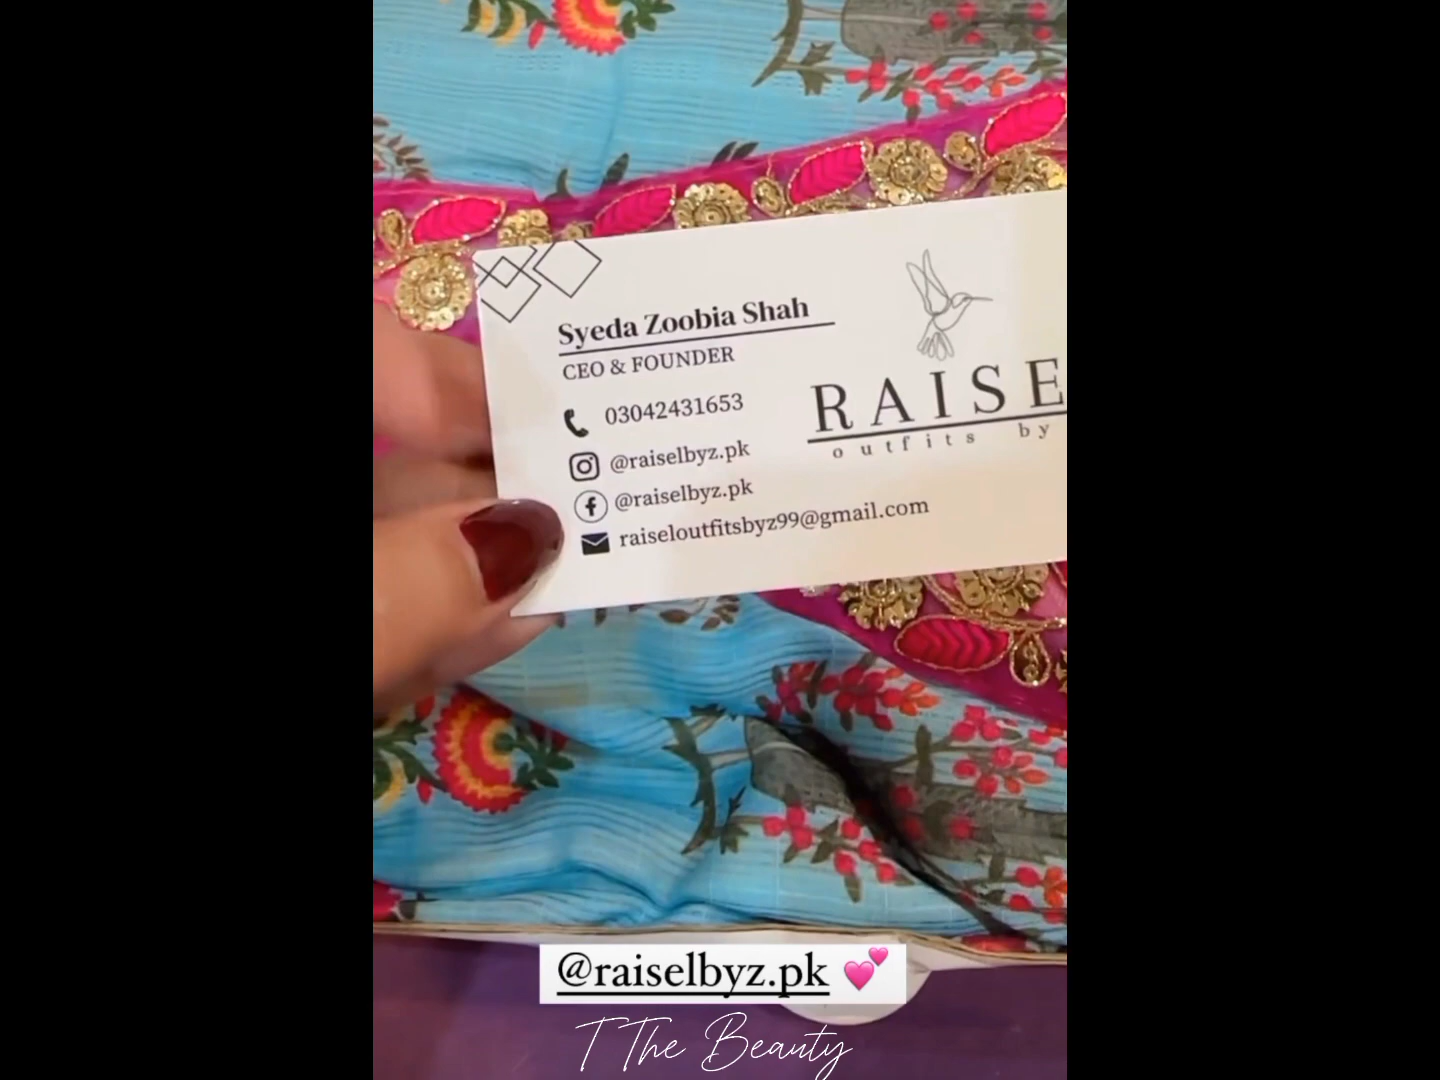 Syeda Zoobia Shah
CEO & FOUNDER
03042431653
@raiselbyz.pk
@raiselbyz.pk
raiseloutfitsbyz99@gmail.com
RAISE
outfits by
@raiselbyz.pk 💕
T The Beauty